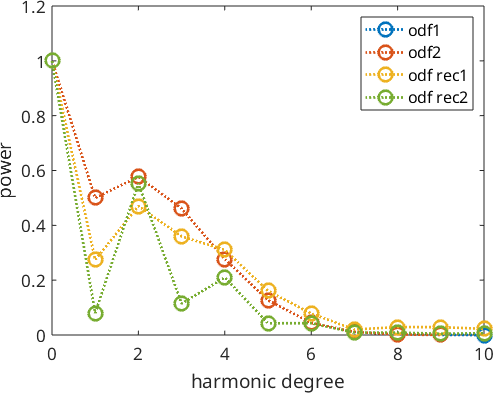 1.2
1
0.8
0.6
0.4
0.2
0
power
0 2 4 6 8 10
harmonic degree
odf1
odf2
odf rec1
odf rec2